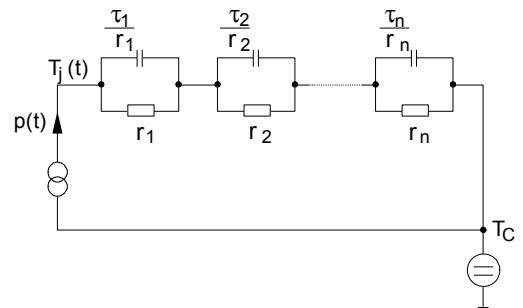 τ1 τ2 τn
r1 r2 rn
Tj (t)
p(t)
r1 r2 rn
TC